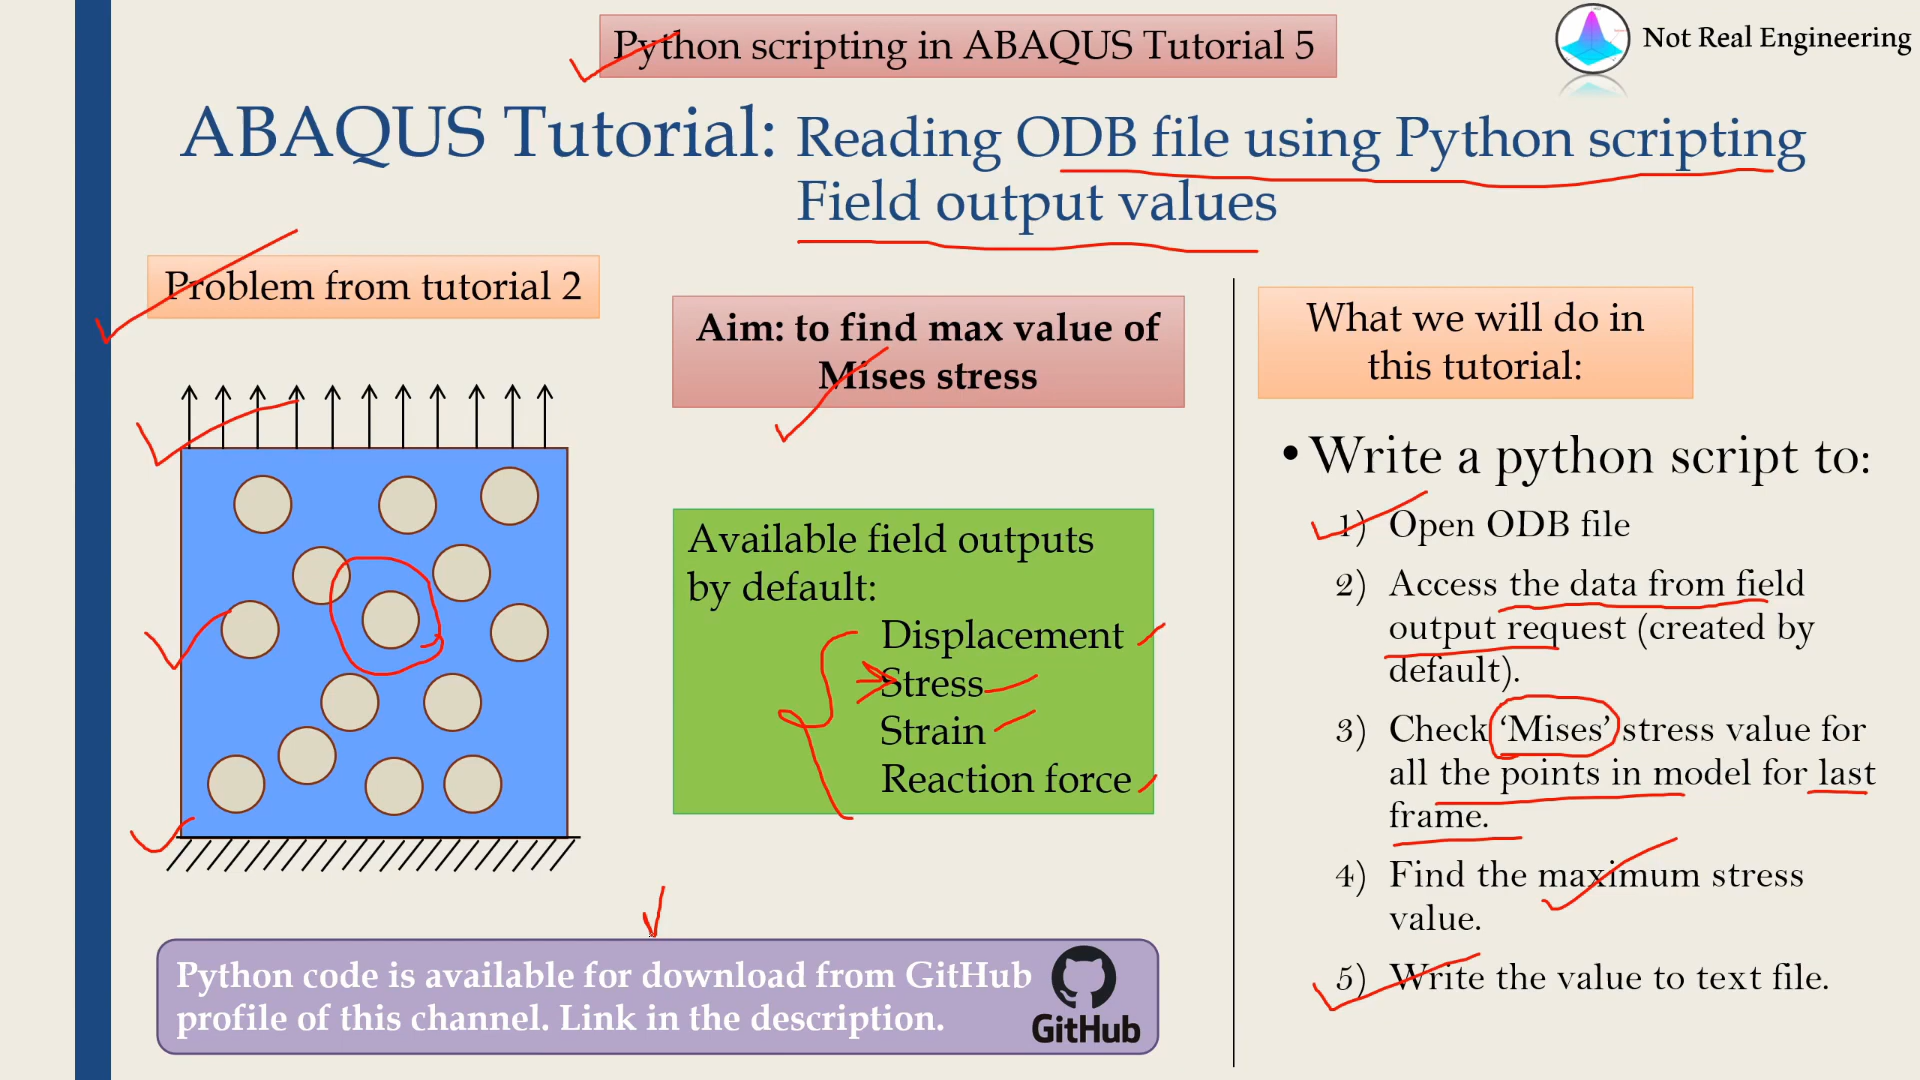 Python scripting in ABAQUS Tutorial 5
Not Real Engineering
ABAQUS Tutorial: Reading ODB file using Python scripting
Field output values
Problem from tutorial 2
Aim: to find max value of
Mises stress
Available field outputs
by default:
Displacement
Stress
Strain
Reaction force
Python code is available for download from GitHub
profile of this channel. Link in the description.
GitHub
What we will do in
this tutorial:
• Write a python script to:
1) Open ODB file
2) Access the data from field
output request (created by
default).
3) Check ‘Mises’ stress value for
all the points in model for last
frame.
4) Find the maximum stress
value.
5) Write the value to text file.